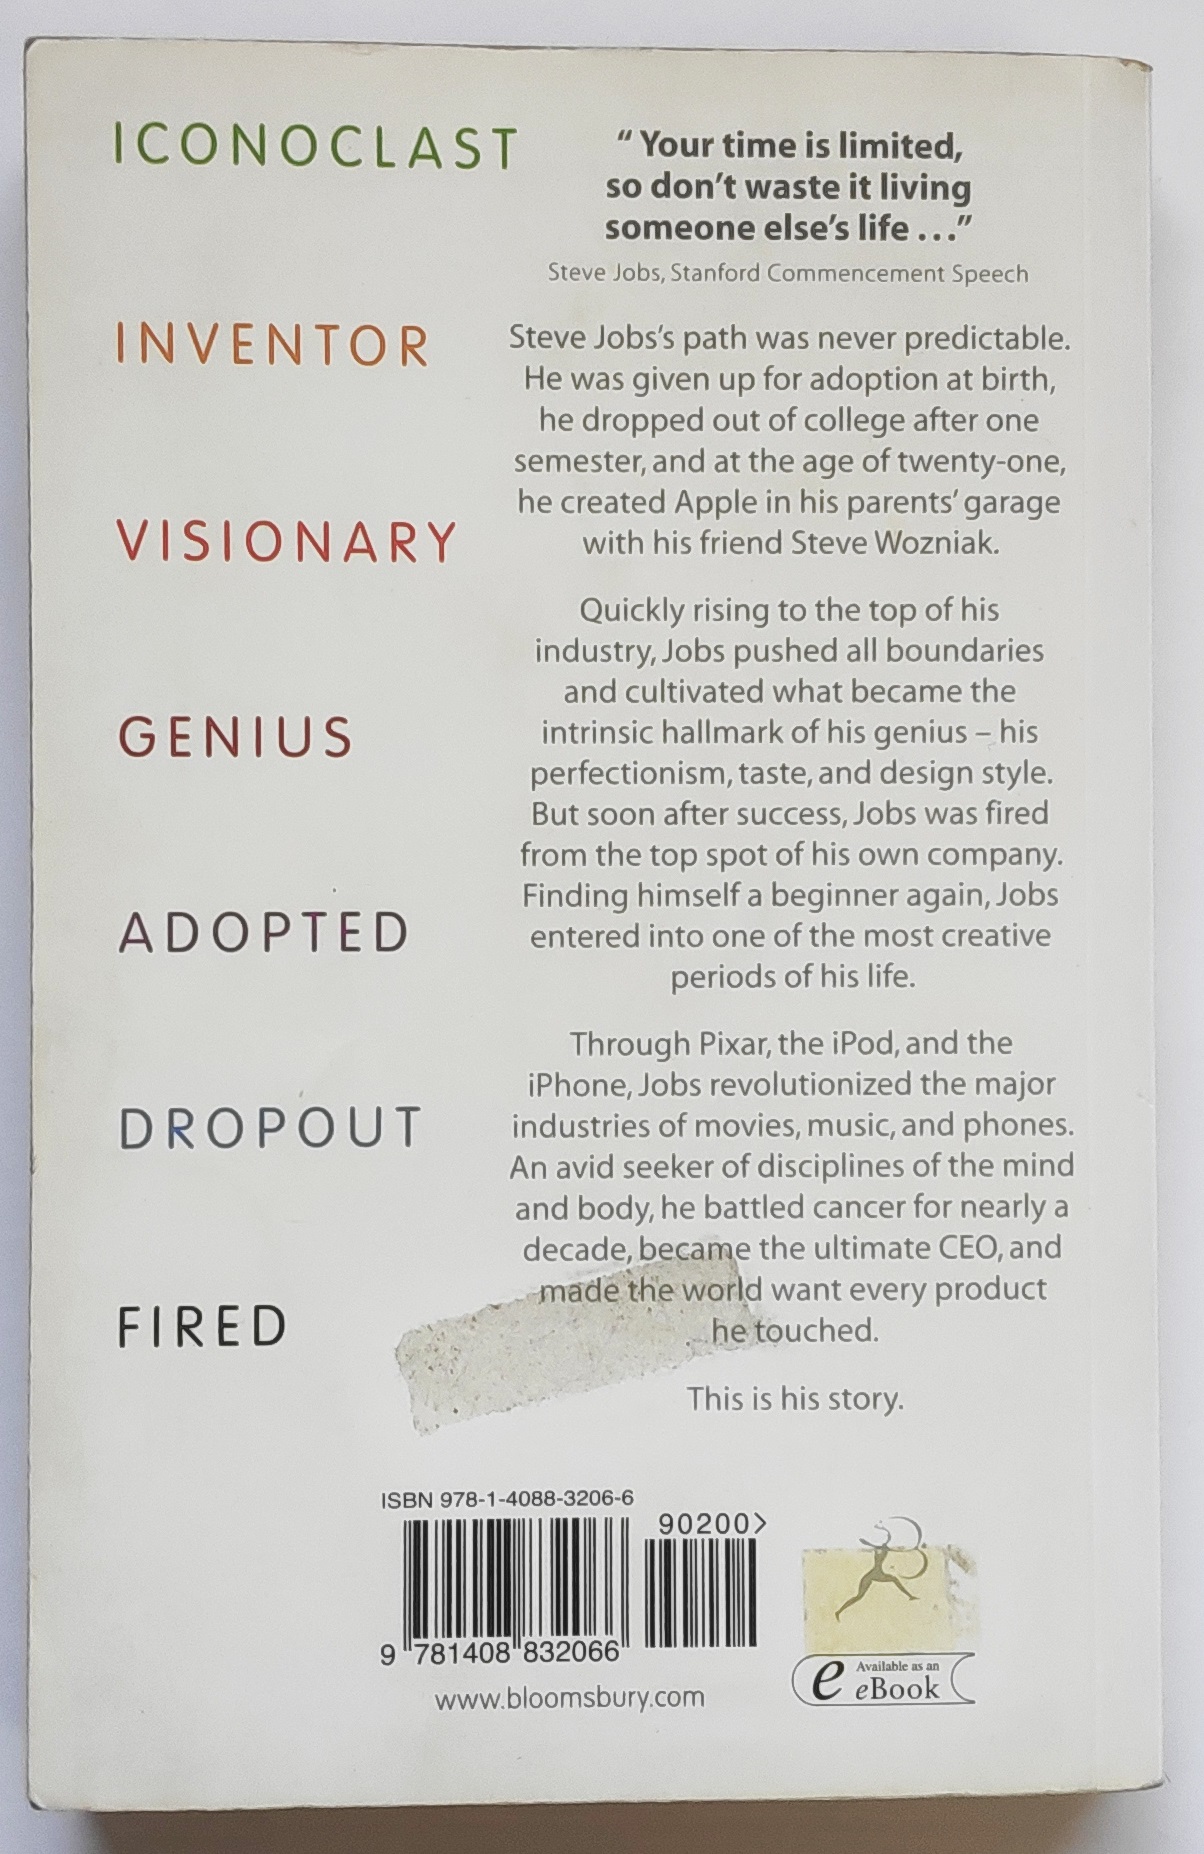 ICONOCLAST
INVENTOR
VISIONARY
GENIUS
ADOPTED
DROPOUT
FIRED
“ Your time is limited,
so don’t waste it living
someone else’s life . . .”
Steve Jobs, Stanford Commencement Speech
Steve Jobs’s path was never predictable.
He was given up for adoption at birth,
he dropped out of college after one
semester, and at the age of twenty-one,
he created Apple in his parents’ garage
with his friend Steve Wozniak.
Quickly rising to the top of his
industry, Jobs pushed all boundaries
and cultivated what became the
intrinsic hallmark of his genius – his
perfectionism, taste, and design style.
But soon after success, Jobs was fired
from the top spot of his own company.
Finding himself a beginner again, Jobs
entered into one of the most creative
periods of his life.
Through Pixar, the iPod, and the
iPhone, Jobs revolutionized the major
industries of movies, music, and phones.
An avid seeker of disciplines of the mind
and body, he battled cancer for nearly a
decade, became the ultimate CEO, and
made the world want every product
he touched.
This is his story.
ISBN 978-1-4088-3206-6
90200>
9 781408 832066
www.bloomsbury.com
e Available as an
eBook